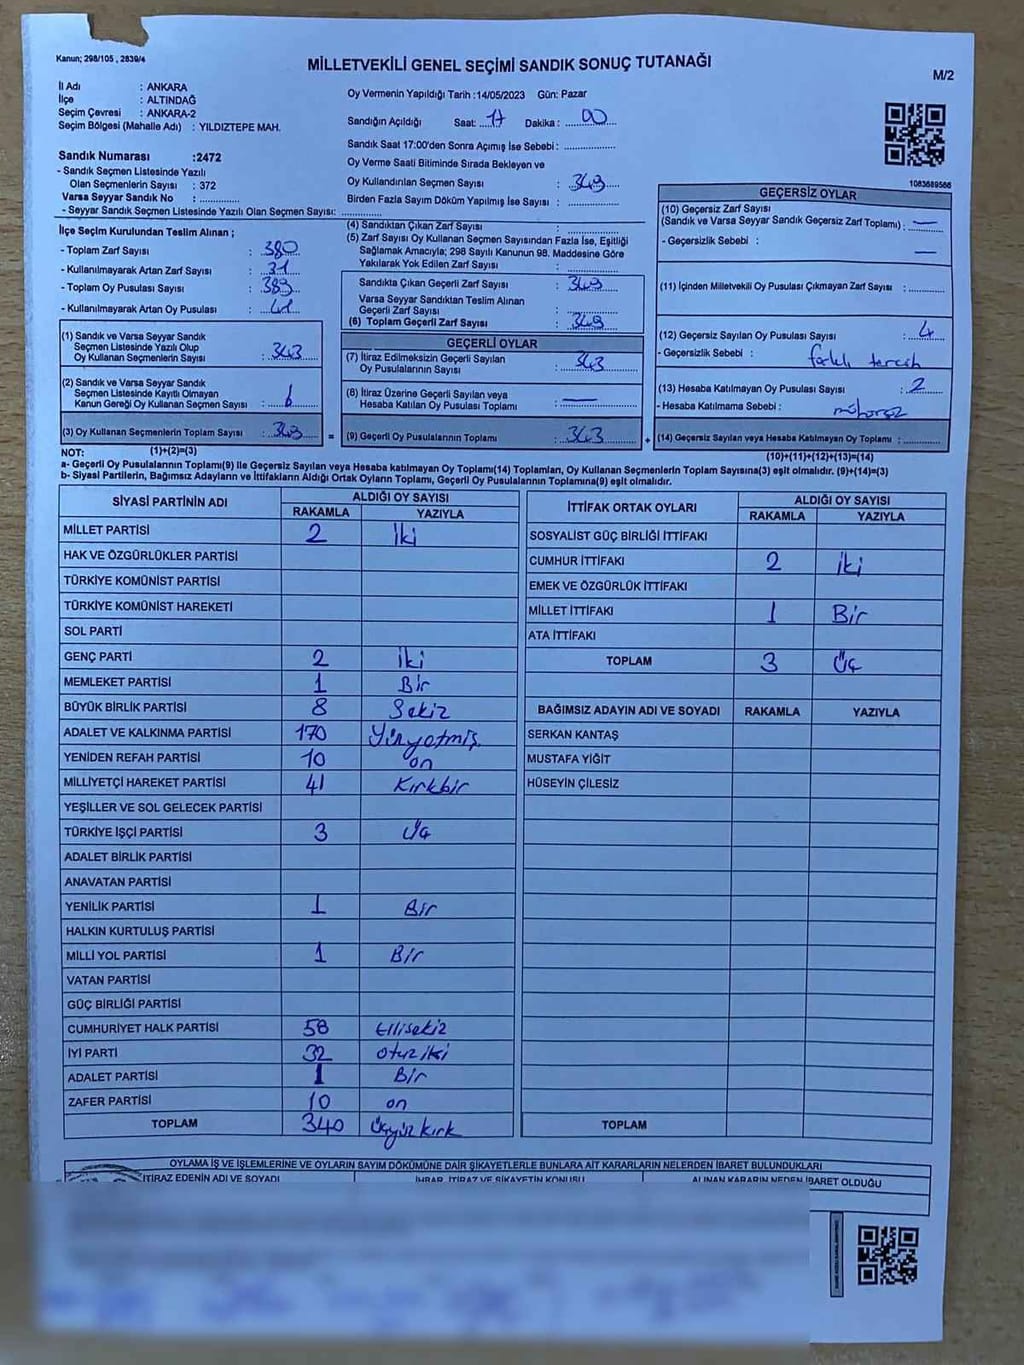 Kanun; 298/105 , 2839/4
MİLLETVEKİLİ GENEL SEÇİMİ SANDIK SONUÇ TUTANAĞI
M/2
İl Adı : ANKARA
İlçe : ALTINDAĞ
Seçim Çevresi : ANKARA-2
Seçim Bölgesi (Mahalle Adı) : YILDIZTEPE MAH.
Oy Vermenin Yapıldığı Tarih :14/05/2023 Gün: Pazar
Sandığın Açıldığı Saat: 17 Dakika : 00
Sandık Saat 17:00'den Sonra Açımış İse Sebebi :
Oy Verme Saati Bitiminde Sırada Bekleyen ve
Oy Kullandırılan Seçmen Sayısı : 349
Birden Fazla Sayım Döküm Yapılmış İse Sayısı :
Sandık Numarası :2472
- Sandık Seçmen Listesinde Yazılı
Olan Seçmenlerin Sayısı : 372
Varsa Seyyar Sandık No :
- Seyyar Sandık Seçmen Listesinde Yazılı Olan Seçmen Sayısı:
1083689566
İlçe Seçim Kurulundan Teslim Alınan ;
- Toplam Zarf Sayısı : 380
- Kullanılmayarak Artan Zarf Sayısı : 31
- Toplam Oy Pusulası Sayısı : 389
- Kullanılmayarak Artan Oy Pusulası : 41
(1) Sandık ve Varsa Seyyar Sandık
Seçmen Listesinde Yazılı Olup
Oy Kullanan Seçmenlerin Sayısı : 343
(2) Sandık ve Varsa Seyyar Sandık
Seçmen Listesinde Kayıtlı Olmayan
Kanun Gereği Oy Kullanan Seçmen Sayısı : 6
(3) Oy Kullanan Seçmenlerin Toplam Sayısı : 349
(4) Sandıktan Çıkan Zarf Sayısı :
(5) Zarf Sayısı Oy Kullanan Seçmen Sayısından Fazla İse, Eşitliği
Sağlamak Amacıyla; 298 Sayılı Kanunun 98. Maddesine Göre
Yakılarak Yok Edilen Zarf Sayısı :
Sandıkta Çıkan Geçerli Zarf Sayısı : 349
Varsa Seyyar Sandıktan Teslim Alınan
Geçerli Zarf Sayısı :
(6) Toplam Geçerli Zarf Sayısı : 349
GEÇERLİ OYLAR
(7) İtiraz Edilmeksizin Geçerli Sayılan
Oy Pusulalarının Sayısı : 343
(8) İtiraz Üzerine Geçerli Sayılan veya
Hesaba Katılan Oy Pusulası Toplamı : —
= (9) Geçerli Oy Pusulalarının Toplamı : 343
GEÇERSİZ OYLAR
(10) Geçersiz Zarf Sayısı
(Sandık ve Varsa Seyyar Sandık Geçersiz Zarf Toplamı) : —
- Geçersizlik Sebebi : —
(11) İçinden Milletvekili Oy Pusulası Çıkmayan Zarf Sayısı :
(12) Geçersiz Sayılan Oy Pusulası Sayısı : 4
- Geçersizlik Sebebi : farklı tercih
(13) Hesaba Katılmayan Oy Pusulası Sayısı : 2
- Hesaba Katılmama Sebebi : mühürsüz
+ (14) Geçersiz Sayılan veya Hesaba Katılmayan Oy Toplamı :
NOT: (1)+(2)=(3)
(10)+(11)+(12)+(13)=(14)
a- Geçerli Oy Pusulalarının Toplamı(9) İle Geçersiz Sayılan veya Hesaba katılmayan Oy Toplamı(14) Toplamları, Oy Kullanan Seçmenlerin Toplam Sayısına(3) eşit olmalıdır. (9)+(14)=(3)
b- Siyasi Partilerin, Bağımsız Adayların ve İttifakların Aldığı Ortak Oyların Toplamı, Geçerli Oy Pusulalarının Toplamına(9) eşit olmalıdır.
SİYASİ PARTİNİN ADI ALDIĞI OY SAYISI
RAKAMLA YAZIYLA
MİLLET PARTİSİ 2 İki
HAK VE ÖZGÜRLÜKLER PARTİSİ
TÜRKİYE KOMÜNİST PARTİSİ
TÜRKİYE KOMÜNİST HAREKETİ
SOL PARTİ
GENÇ PARTİ 2 İki
MEMLEKET PARTİSİ 1 Bir
BÜYÜK BİRLİK PARTİSİ 8 Sekiz
ADALET VE KALKINMA PARTİSİ 170 Yüzyetmiş
YENİDEN REFAH PARTİSİ 10 on
MİLLİYETÇİ HAREKET PARTİSİ 41 Kırkbir
YEŞİLLER VE SOL GELECEK PARTİSİ
TÜRKİYE İŞÇİ PARTİSİ 3 Üç
ADALET BİRLİK PARTİSİ
ANAVATAN PARTİSİ
YENİLİK PARTİSİ 1 Bir
HALKIN KURTULUŞ PARTİSİ
MİLLİ YOL PARTİSİ 1 Bir
VATAN PARTİSİ
GÜÇ BİRLİĞİ PARTİSİ
CUMHURİYET HALK PARTİSİ 58 Ellisekiz
İYİ PARTİ 32 otuziki
ADALET PARTİSİ 1 Bir
ZAFER PARTİSİ 10 on
TOPLAM 340 Üçyüzkırk
İTTİFAK ORTAK OYLARI ALDIĞI OY SAYISI
RAKAMLA YAZIYLA
SOSYALİST GÜÇ BİRLİĞİ İTTİFAKI
CUMHUR İTTİFAKI 2 İki
EMEK VE ÖZGÜRLÜK İTTİFAKI
MİLLET İTTİFAKI 1 Bir
ATA İTTİFAKI
TOPLAM 3 Üç
BAĞIMSIZ ADAYIN ADI VE SOYADI RAKAMLA YAZIYLA
SERKAN KANTAŞ
MUSTAFA YİĞİT
HÜSEYİN ÇİLESİZ
TOPLAM
OYLAMA İŞ VE İŞLEMLERİNE VE OYLARIN SAYIM DÖKÜMÜNE DAİR ŞİKAYETLERLE BUNLARA AİT KARARLARIN NELERDEN İBARET BULUNDUKLARI
İTİRAZ EDENİN ADI VE SOYADI İHBAR, İTİRAZ VE ŞİKAYETİN KONUSU ALINAN KARARIN NEDEN İBARET OLDUĞU